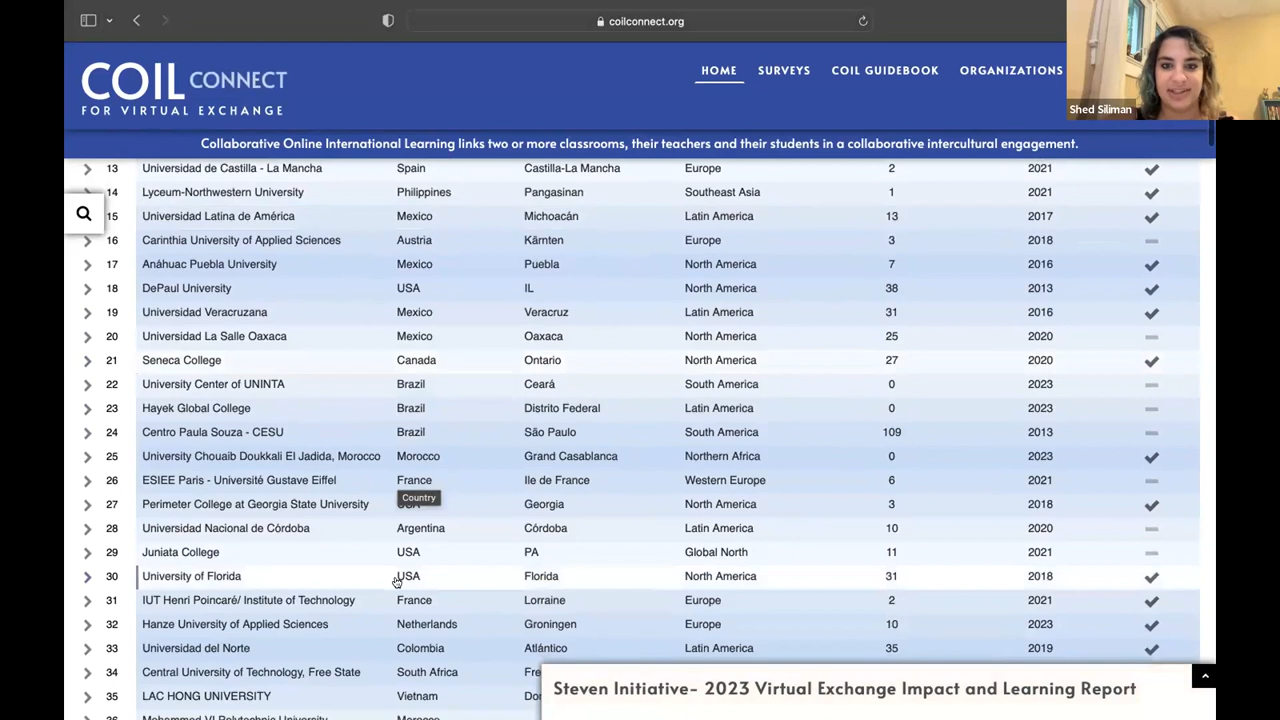 coilconnect.org
COIL CONNECT
FOR VIRTUAL EXCHANGE
HOME SURVEYS COIL GUIDEBOOK ORGANIZATIONS
Shed Siliman
Collaborative Online International Learning links two or more classrooms, their teachers and their students in a collaborative intercultural engagement.
13 Universidad de Castilla - La Mancha Spain Castilla-La Mancha Europe 2 2021
14 Lyceum-Northwestern University Philippines Pangasinan Southeast Asia 1 2021
15 Universidad Latina de América Mexico Michoacán Latin America 13 2017
16 Carinthia University of Applied Sciences Austria Kärnten Europe 3 2018
17 Anáhuac Puebla University Mexico Puebla North America 7 2016
18 DePaul University USA IL North America 38 2013
19 Universidad Veracruzana Mexico Veracruz Latin America 31 2016
20 Universidad La Salle Oaxaca Mexico Oaxaca North America 25 2020
21 Seneca College Canada Ontario North America 27 2020
22 University Center of UNINTA Brazil Ceará South America 0 2023
23 Hayek Global College Brazil Distrito Federal Latin America 0 2023
24 Centro Paula Souza - CESU Brazil São Paulo South America 109 2013
25 University Chouaib Doukkali El Jadida, Morocco Morocco Grand Casablanca Northern Africa 0 2023
26 ESIEE Paris - Université Gustave Eiffel France Ile de France Western Europe 6 2021
Country
27 Perimeter College at Georgia State University Georgia North America 3 2018
28 Universidad Nacional de Córdoba Argentina Córdoba Latin America 10 2020
29 Juniata College USA PA Global North 11 2021
30 University of Florida USA Florida North America 31 2018
31 IUT Henri Poincaré/ Institute of Technology France Lorraine Europe 2 2021
32 Hanze University of Applied Sciences Netherlands Groningen Europe 10 2023
33 Universidad del Norte Colombia Atlántico Latin America 35 2019
34 Central University of Technology, Free State South Africa
35 LAC HONG UNIVERSITY Vietnam
Steven Initiative- 2023 Virtual Exchange Impact and Learning Report